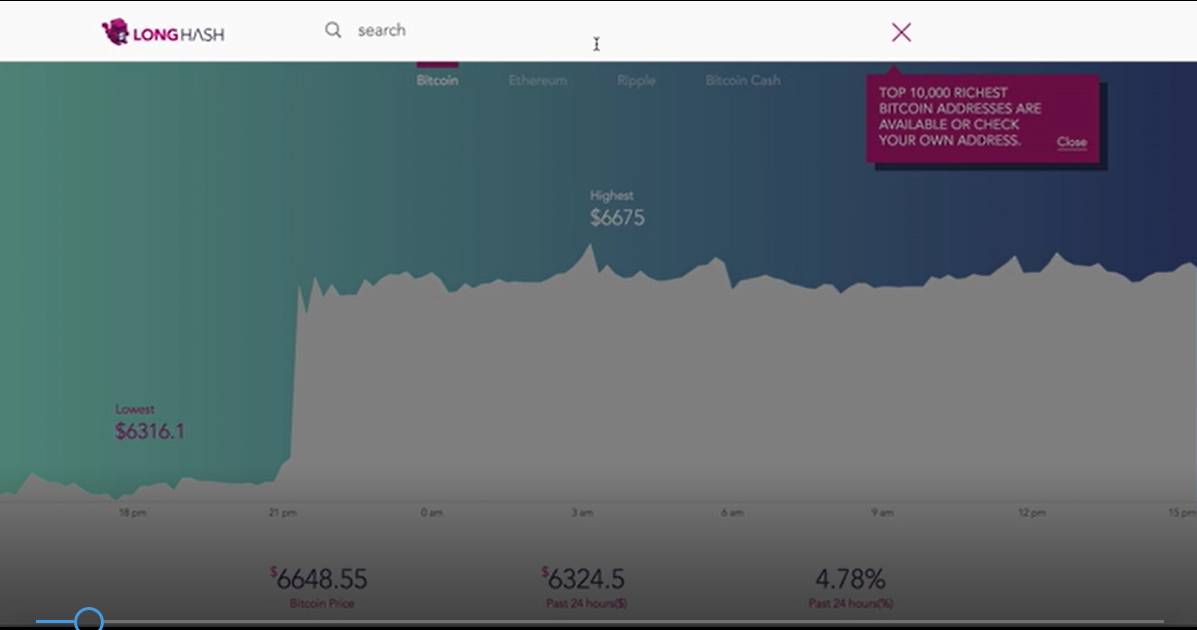 LONGHASH
search
Bitcoin
Ethereum
Ripple
Bitcoin Cash
TOP 10,000 RICHEST
BITCOIN ADDRESSES ARE
AVAILABLE OR CHECK
YOUR OWN ADDRESS.
Close
Highest
$6675
Lowest
$6316.1
18 pm
21 pm
0 am
3 am
6 am
9 am
12 pm
15 pm
$6648.55
Bitcoin Price
$6324.5
Past 24 hours($)
4.78%
Past 24 hours(%)